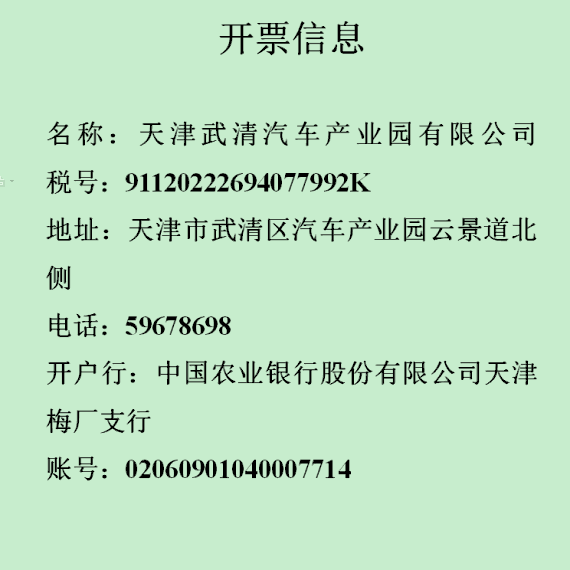 开票信息
名称：天津武清汽车产业园有限公司
税号：91120222694077992K
地址：天津市武清区汽车产业园云景道北
侧
电话：59678698
开户行：中国农业银行股份有限公司天津
梅厂支行
账号：02060901040007714